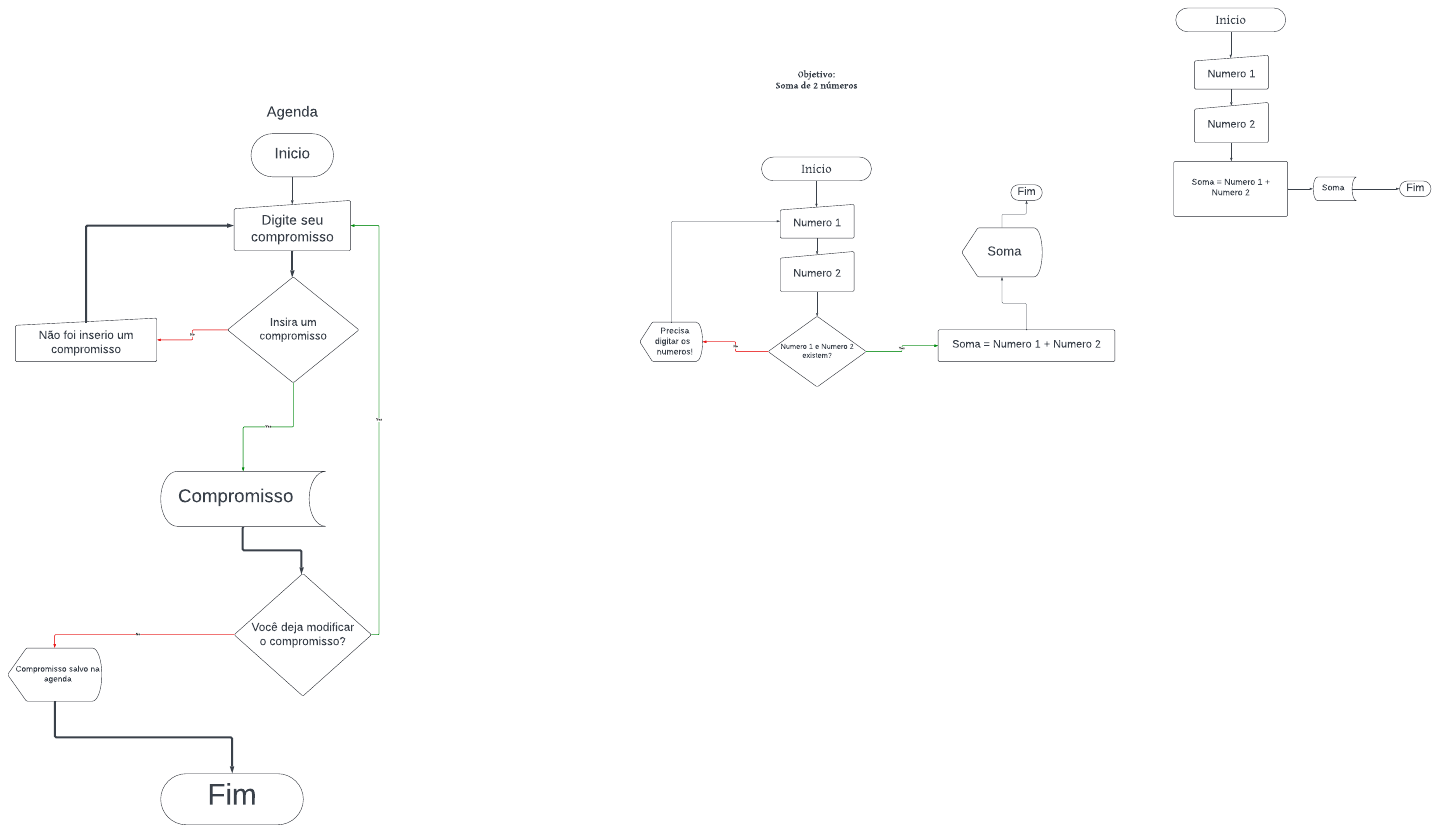 Agenda
Inicio
Digite seu
compromisso
Insira um
compromisso
Não foi inserio um
compromisso
Compromisso
Você deja modificar
o compromisso?
Compromisso salvo na
agenda
Fim
Objetivo:
Soma de 2 números
Inicio
Numero 1
Numero 2
Numero 1 e Numero 2
existem?
Precisa
digitar os
numeros!
Soma = Numero 1 + Numero 2
Soma
Fim
Inicio
Numero 1
Numero 2
Soma = Numero 1 +
Numero 2
Soma
Fim